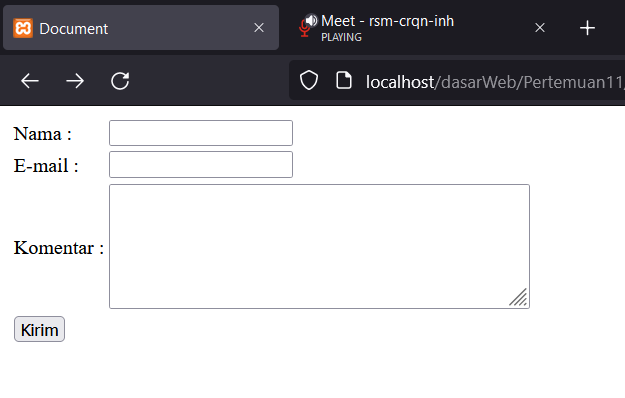 Document
Meet - rsm-crqn-inh
PLAYING
localhost/dasarWeb/Pertemuan11/
Nama :
E-mail :
Komentar :
Kirim